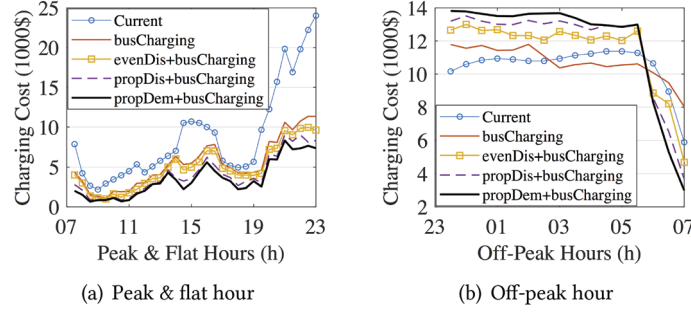 Charging Cost (1000$)
25
20
15
10
5
0
Current
busCharging
evenDis+busCharging
propDis+busCharging
propDem+busCharging
07 11 15 19 23
Peak & Flat Hours (h)
(a) Peak & flat hour
Charging Cost (1000$)
14
12
10
8
6
4
2
Current
busCharging
evenDis+busCharging
propDis+busCharging
propDem+busCharging
23 01 03 05 07
Off-Peak Hours (h)
(b) Off-peak hour